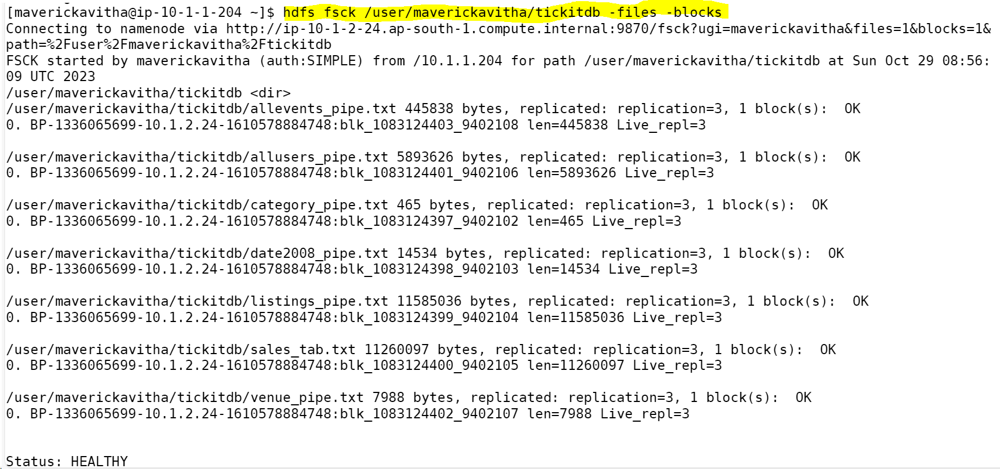 [maverickavitha@ip-10-1-1-204 ~]$ hdfs fsck /user/maverickavitha/tickitdb -files -blocks
Connecting to namenode via http://ip-10-1-2-24.ap-south-1.compute.internal:9870/fsck?ugi=maverickavitha&files=1&blocks=1&
path=%2Fuser%2Fmaverickavitha%2Ftickitdb
FSCK started by maverickavitha (auth:SIMPLE) from /10.1.1.204 for path /user/maverickavitha/tickitdb at Sun Oct 29 08:56:
09 UTC 2023
/user/maverickavitha/tickitdb <dir>
/user/maverickavitha/tickitdb/allevents_pipe.txt 445838 bytes, replicated: replication=3, 1 block(s):  OK
0. BP-1336065699-10.1.2.24-1610578884748:blk_1083124403_9402108 len=445838 Live_repl=3

/user/maverickavitha/tickitdb/allusers_pipe.txt 5893626 bytes, replicated: replication=3, 1 block(s):  OK
0. BP-1336065699-10.1.2.24-1610578884748:blk_1083124401_9402106 len=5893626 Live_repl=3

/user/maverickavitha/tickitdb/category_pipe.txt 465 bytes, replicated: replication=3, 1 block(s):  OK
0. BP-1336065699-10.1.2.24-1610578884748:blk_1083124397_9402102 len=465 Live_repl=3

/user/maverickavitha/tickitdb/date2008_pipe.txt 14534 bytes, replicated: replication=3, 1 block(s):  OK
0. BP-1336065699-10.1.2.24-1610578884748:blk_1083124398_9402103 len=14534 Live_repl=3

/user/maverickavitha/tickitdb/listings_pipe.txt 11585036 bytes, replicated: replication=3, 1 block(s):  OK
0. BP-1336065699-10.1.2.24-1610578884748:blk_1083124399_9402104 len=11585036 Live_repl=3

/user/maverickavitha/tickitdb/sales_tab.txt 11260097 bytes, replicated: replication=3, 1 block(s):  OK
0. BP-1336065699-10.1.2.24-1610578884748:blk_1083124400_9402105 len=11260097 Live_repl=3

/user/maverickavitha/tickitdb/venue_pipe.txt 7988 bytes, replicated: replication=3, 1 block(s):  OK
0. BP-1336065699-10.1.2.24-1610578884748:blk_1083124402_9402107 len=7988 Live_repl=3

Status: HEALTHY